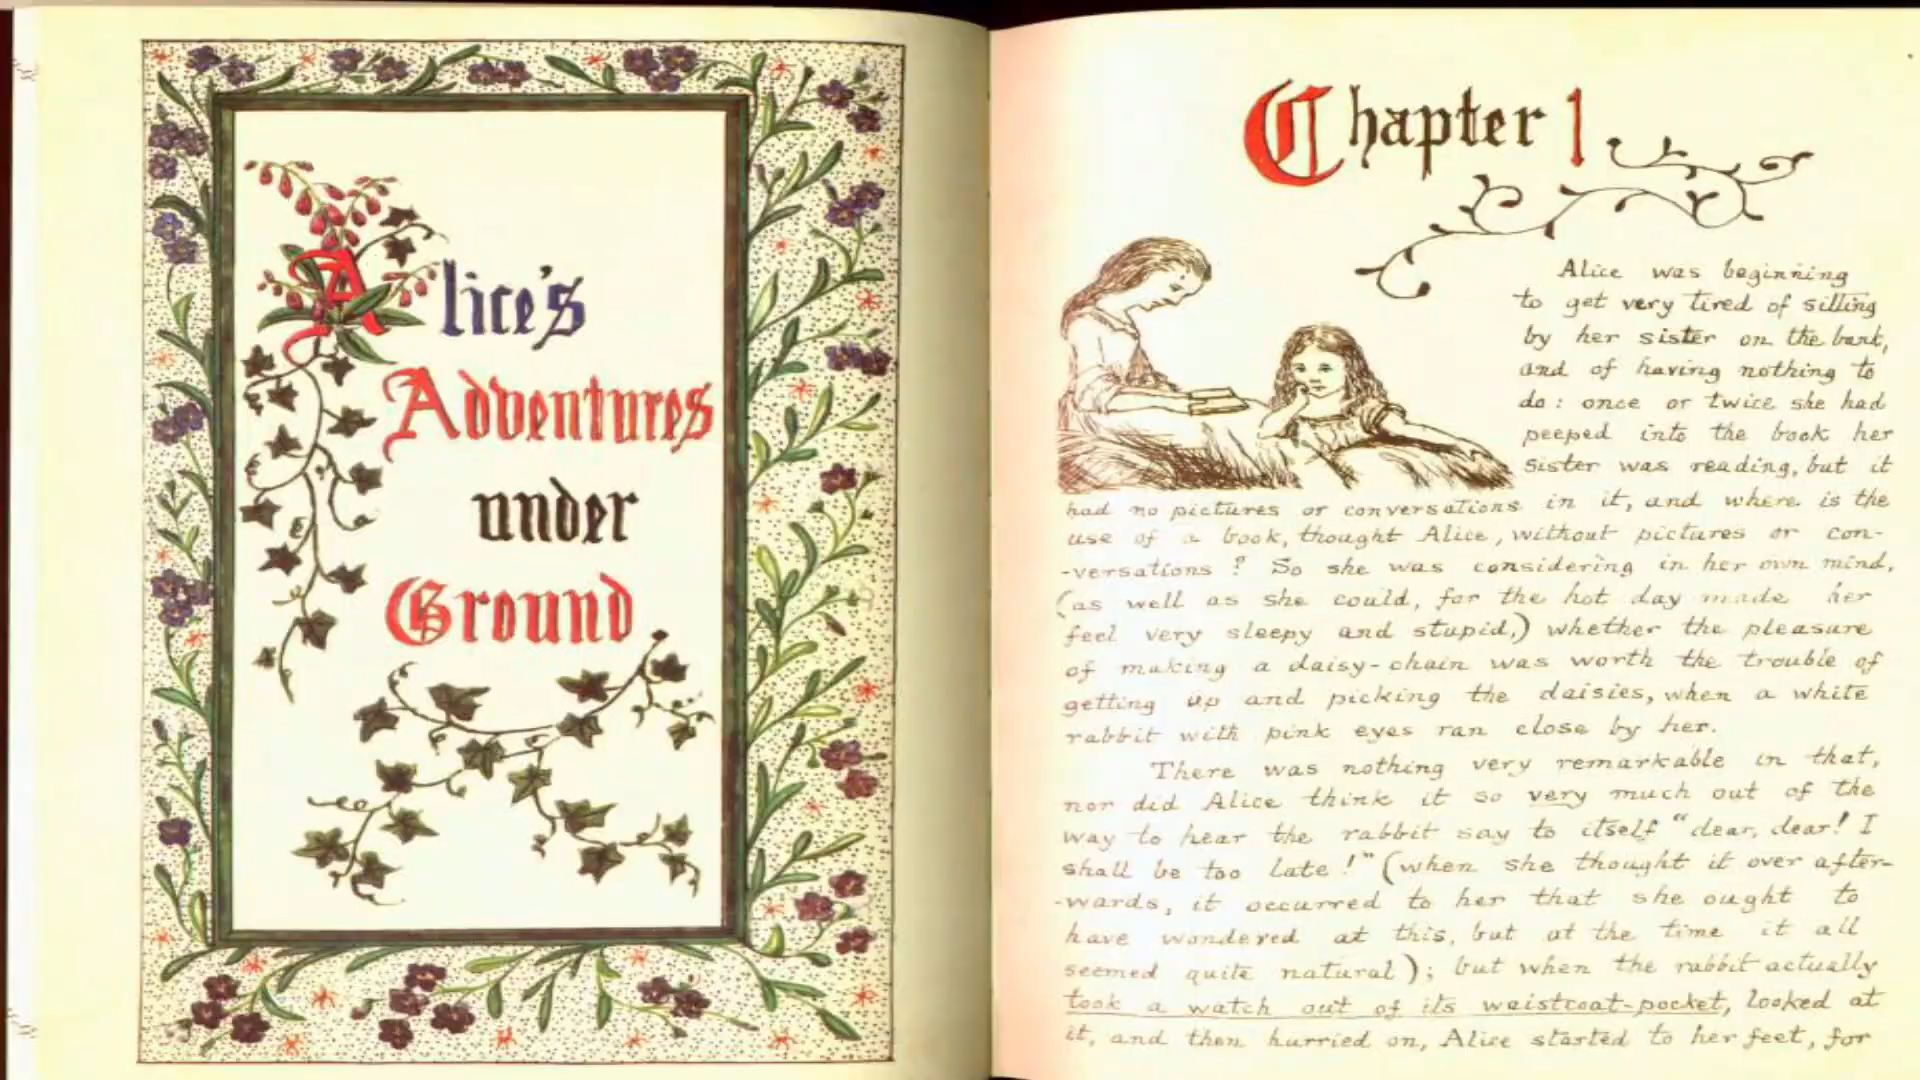 Alice's
Adventures
under
Ground
Chapter 1
Alice was beginning
to get very tired of sitting
by her sister on the bank,
and of having nothing to
do: once or twice she had
peeped into the book her
sister was reading, but it
had no pictures or conversations in it, and where is the
use of a book, thought Alice, without pictures or con-
-versations? So she was considering in her own mind,
(as well as she could, for the hot day made her
feel very sleepy and stupid,) whether the pleasure
of making a daisy-chain was worth the trouble of
getting up and picking the daisies, when a white
rabbit with pink eyes ran close by her.
There was nothing very remarkable in that,
nor did Alice think it so very much out of the
way to hear the rabbit say to itself "dear, dear! I
shall be too late!" (when she thought it over after-
-wards, it occurred to her that she ought to
have wondered at this, but at the time it all
seemed quite natural); but when the rabbit actually
took a watch out of its waistcoat-pocket, looked at
it, and then hurried on, Alice started to her feet, for